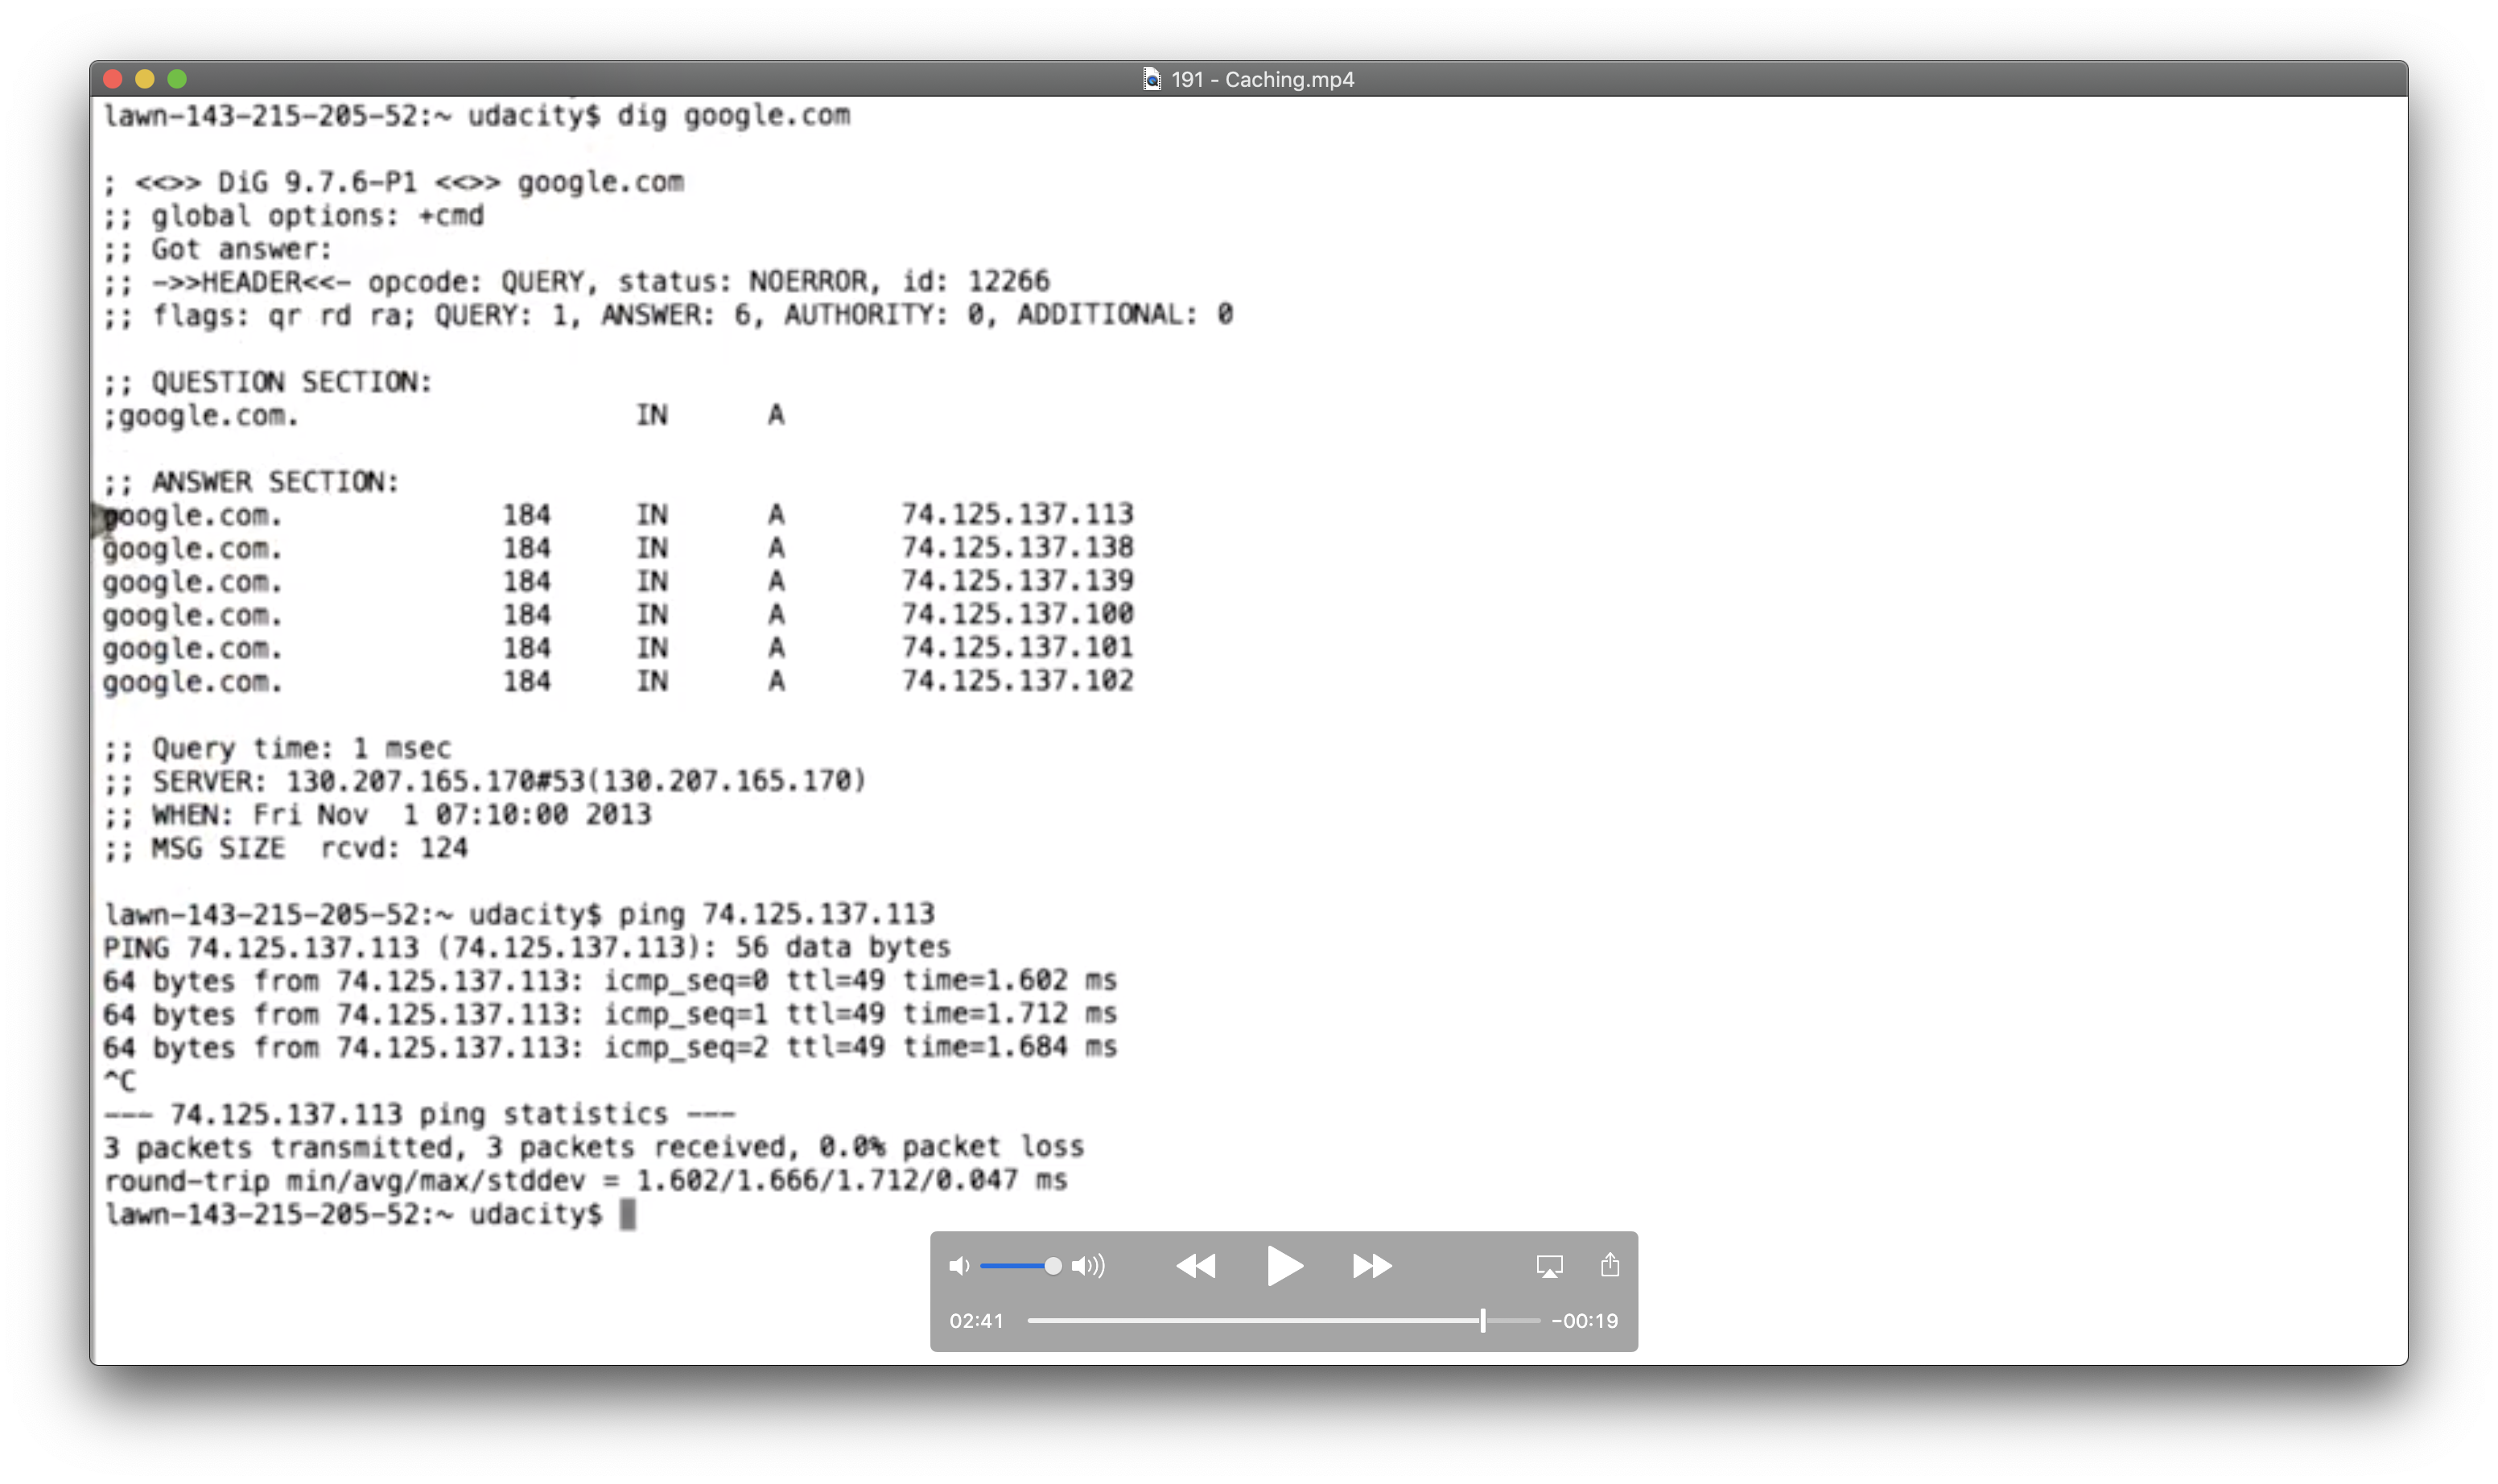 191 - Caching.mp4
lawn-143-215-205-52:~ udacity$ dig google.com
; <<>> DiG 9.7.6-P1 <<>> google.com
;; global options: +cmd
;; Got answer:
;; ->>HEADER<<- opcode: QUERY, status: NOERROR, id: 12266
;; flags: qr rd ra; QUERY: 1, ANSWER: 6, AUTHORITY: 0, ADDITIONAL: 0
;; QUESTION SECTION:
;google.com. IN A
;; ANSWER SECTION:
google.com. 184 IN A 74.125.137.113
google.com. 184 IN A 74.125.137.138
google.com. 184 IN A 74.125.137.139
google.com. 184 IN A 74.125.137.100
google.com. 184 IN A 74.125.137.101
google.com. 184 IN A 74.125.137.102
;; Query time: 1 msec
;; SERVER: 130.207.165.170#53(130.207.165.170)
;; WHEN: Fri Nov  1 07:10:00 2013
;; MSG SIZE  rcvd: 124
lawn-143-215-205-52:~ udacity$ ping 74.125.137.113
PING 74.125.137.113 (74.125.137.113): 56 data bytes
64 bytes from 74.125.137.113: icmp_seq=0 ttl=49 time=1.602 ms
64 bytes from 74.125.137.113: icmp_seq=1 ttl=49 time=1.712 ms
64 bytes from 74.125.137.113: icmp_seq=2 ttl=49 time=1.684 ms
^C
--- 74.125.137.113 ping statistics ---
3 packets transmitted, 3 packets received, 0.0% packet loss
round-trip min/avg/max/stddev = 1.602/1.666/1.712/0.047 ms
lawn-143-215-205-52:~ udacity$
02:41 -00:19